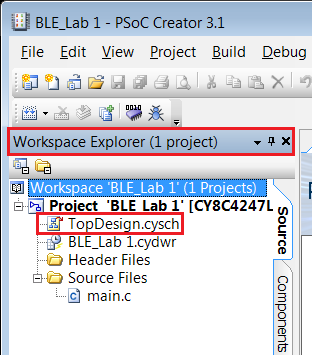 BLE_Lab 1 - PSoC Creator 3.1
File Edit View Project Build Debug
Workspace Explorer (1 project)
Workspace 'BLE_Lab 1' (1 Projects)
Project 'BLE_Lab 1' [CY8C4247L
TopDesign.cysch
BLE_Lab 1.cydwr
Header Files
Source Files
main.c
Source
Components